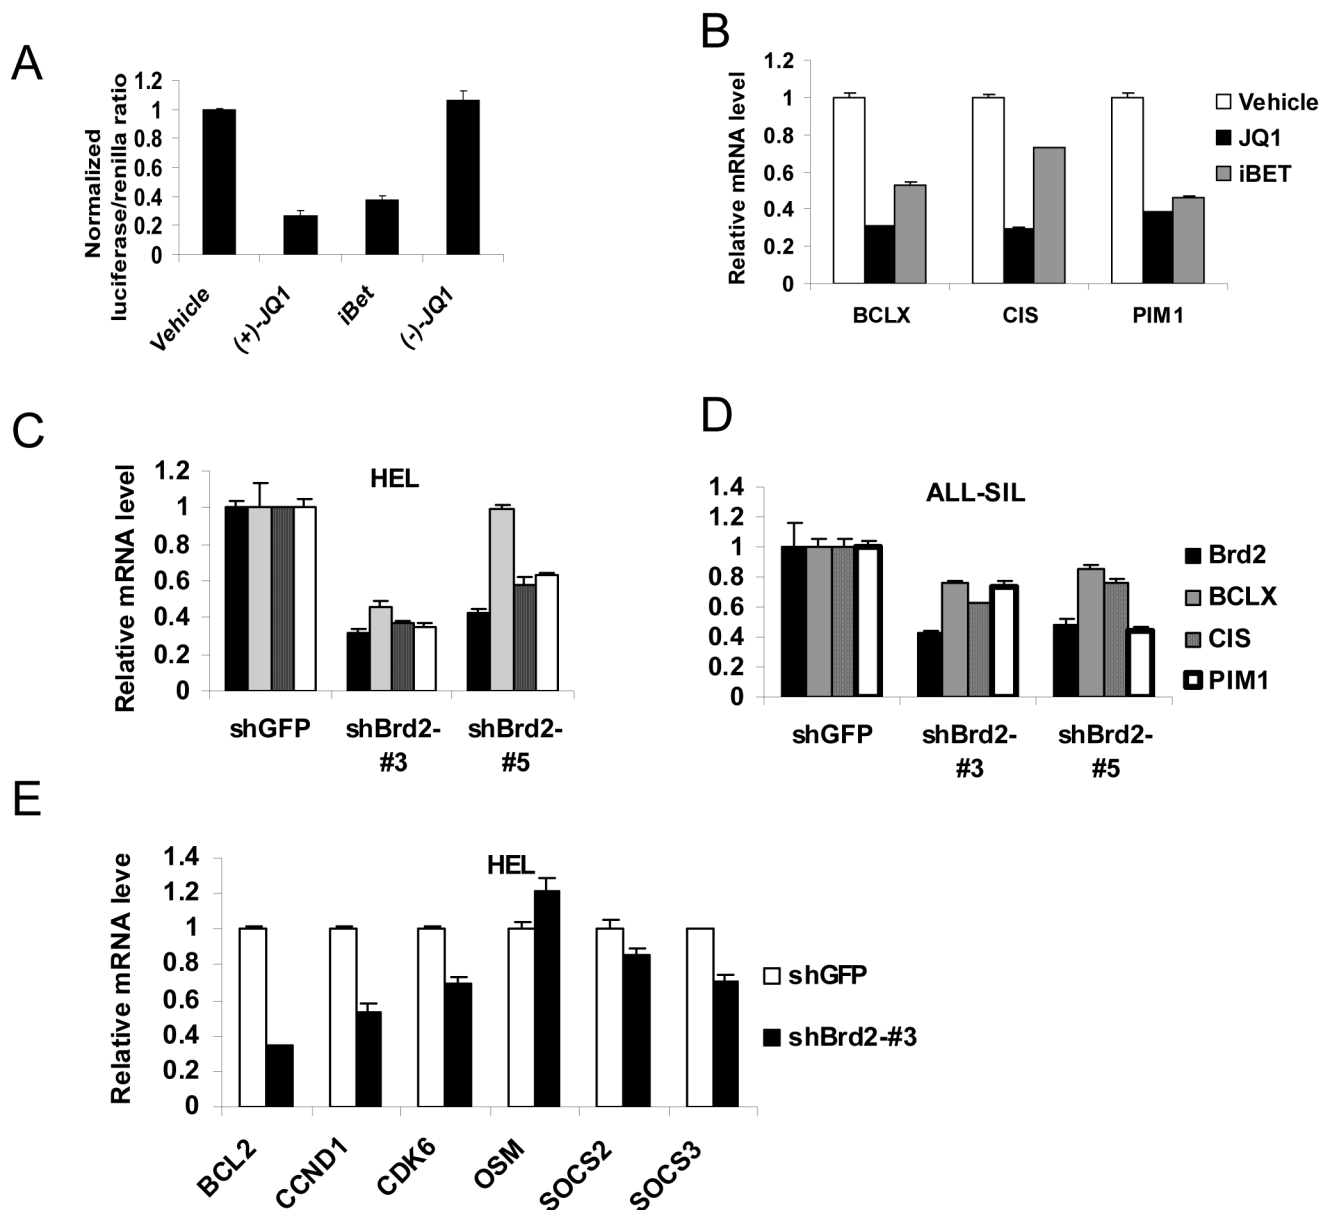 A
Normalized
luciferase/renilla ratio
1.2
1
0.8
0.6
0.4
0.2
0
Vehicle
(+)-JQ1
iBet
(-)-JQ1
B
Relative mRNA level
1.2
1
0.8
0.6
0.4
0.2
0
BCLX
CIS
PIM1
Vehicle
JQ1
iBET
C
Relative mRNA level
HEL
1.2
1
0.8
0.6
0.4
0.2
0
shGFP
shBrd2-
#3
shBrd2-
#5
D
ALL-SIL
1.4
1.2
1
0.8
0.6
0.4
0.2
0
shGFP
shBrd2-
#3
shBrd2-
#5
Brd2
BCLX
CIS
PIM1
E
Relative mRNA leve
HEL
1.4
1.2
1
0.8
0.6
0.4
0.2
0
BCL2
CCND1
CDK6
OSM
SOCS2
SOCS3
shGFP
shBrd2-#3